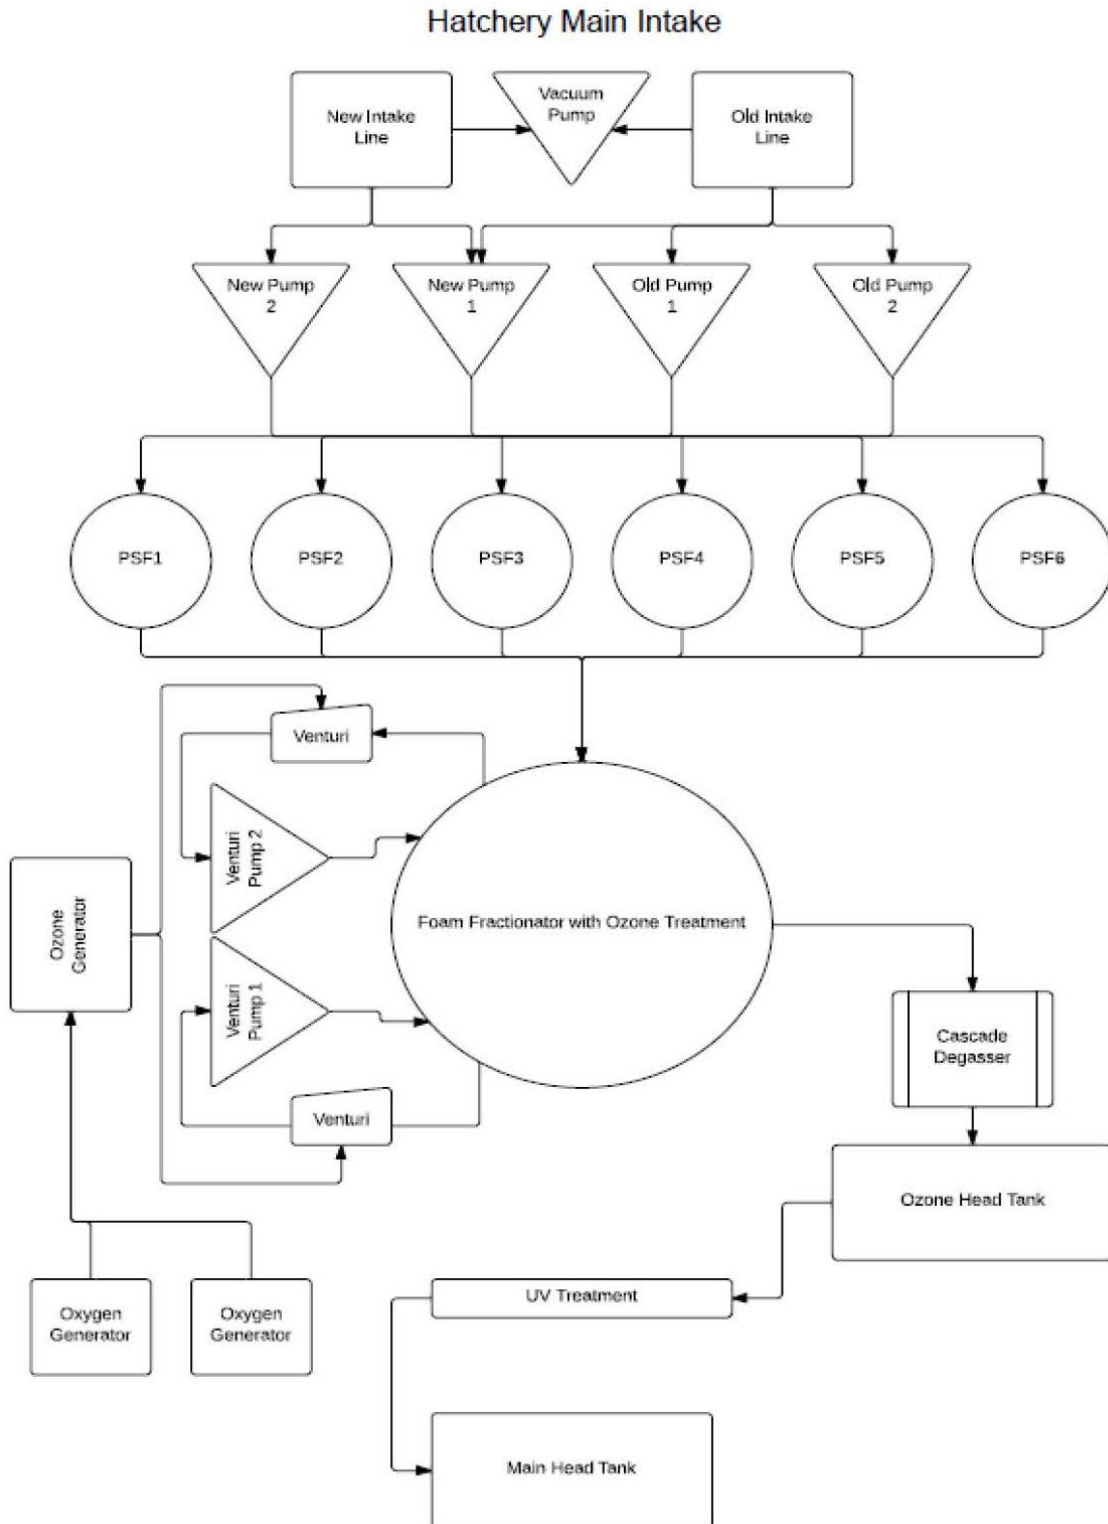 Hatchery Main Intake
New Intake
Line
Vacuum
Pump
Old Intake
Line
New Pump
2
New Pump
1
Old Pump
1
Old Pump
2
PSF1
PSF2
PSF3
PSF4
PSF5
PSF6
Venturi
Venturi
Pump 2
Ozone
Generator
Foam Fractionator with Ozone Treatment
Venturi
Pump 1
Cascade
Degasser
Venturi
Ozone Head Tank
UV Treatment
Oxygen
Generator
Oxygen
Generator
Main Head Tank